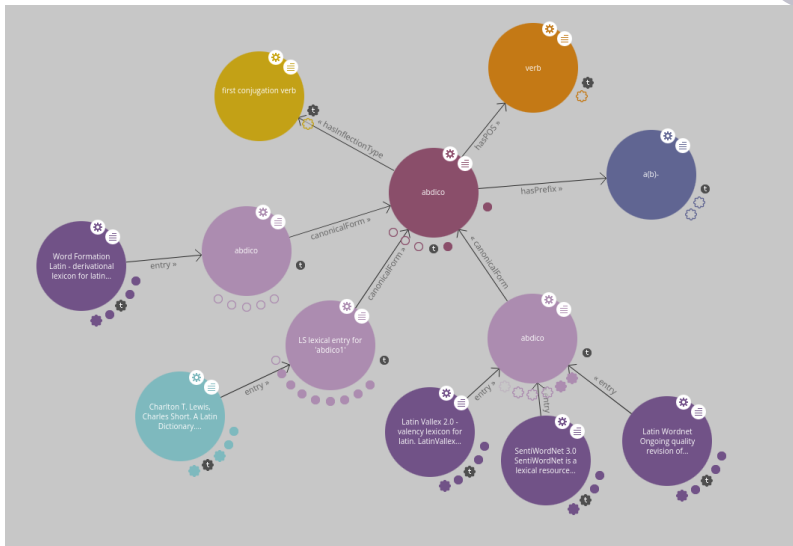 verb
first conjugation verb
« hasInflectionType
hasPOS »
abdico
hasPrefix »
a(b)-
abdico
canonicalForm »
Word Formation
Latin - derivational
lexicon for latin...
entry »
canonicalForm »
« canonicalForm
LS lexical entry for
'abdico1'
abdico
Charlton T. Lewis,
Charles Short. A Latin
Dictionary....
entry »
entry »
entry
« entry
Latin Vallex 2.0 -
valency lexicon for
latin. LatinVallex...
SentiWordNet 3.0
SentiWordNet is a
lexical resource...
Latin Wordnet
Ongoing quality
revision of...